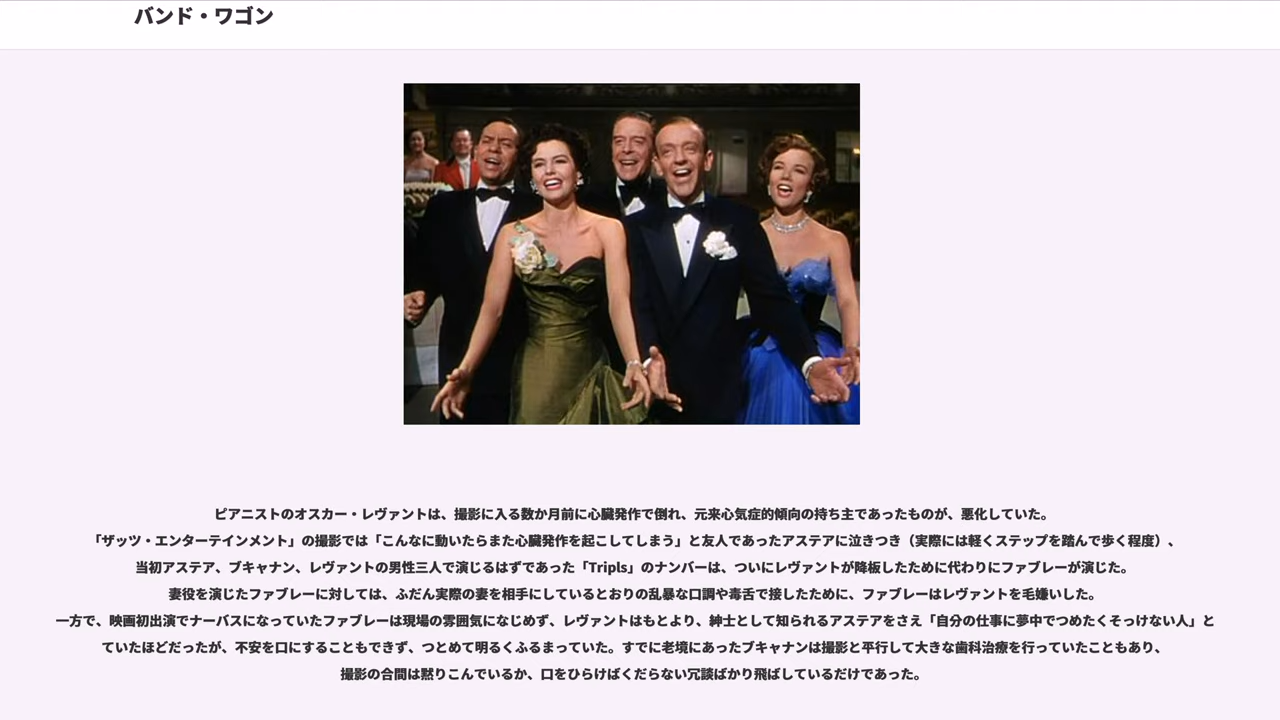 バンド・ワゴン
ピアニストのオスカー・レヴァントは、撮影に入る数か月前に心臓発作で倒れ、元来心気症的傾向の持ち主であったものが、悪化していた。
「ザッツ・エンターテインメント」の撮影では「こんなに動いたらまた心臓発作を起こしてしまう」と友人であったアステアに泣きつき（実際には軽くステップを踏んで歩く程度）、
当初アステア、ブキャナン、レヴァントの男性三人で演じるはずであった「Tripls」のナンバーは、ついにレヴァントが降板したために代わりにファブレーが演じた。
妻役を演じたファブレーに対しては、ふだん実際の妻を相手にしているとおりの乱暴な口調や毒舌で接したために、ファブレーはレヴァントを毛嫌いした。
一方で、映画初出演でナーバスになっていたファブレーは現場の雰囲気になじめず、レヴァントはもとより、紳士として知られるアステアをさえ「自分の仕事に夢中でつめたくそっけない人」と
ていたほどだったが、不安を口にすることもできず、つとめて明るくふるまっていた。すでに老境にあったブキャナンは撮影と平行して大きな歯科治療を行っていたこともあり、
撮影の合間は黙りこんでいるか、口をひらけばくだらない冗談ばかり飛ばしているだけであった。